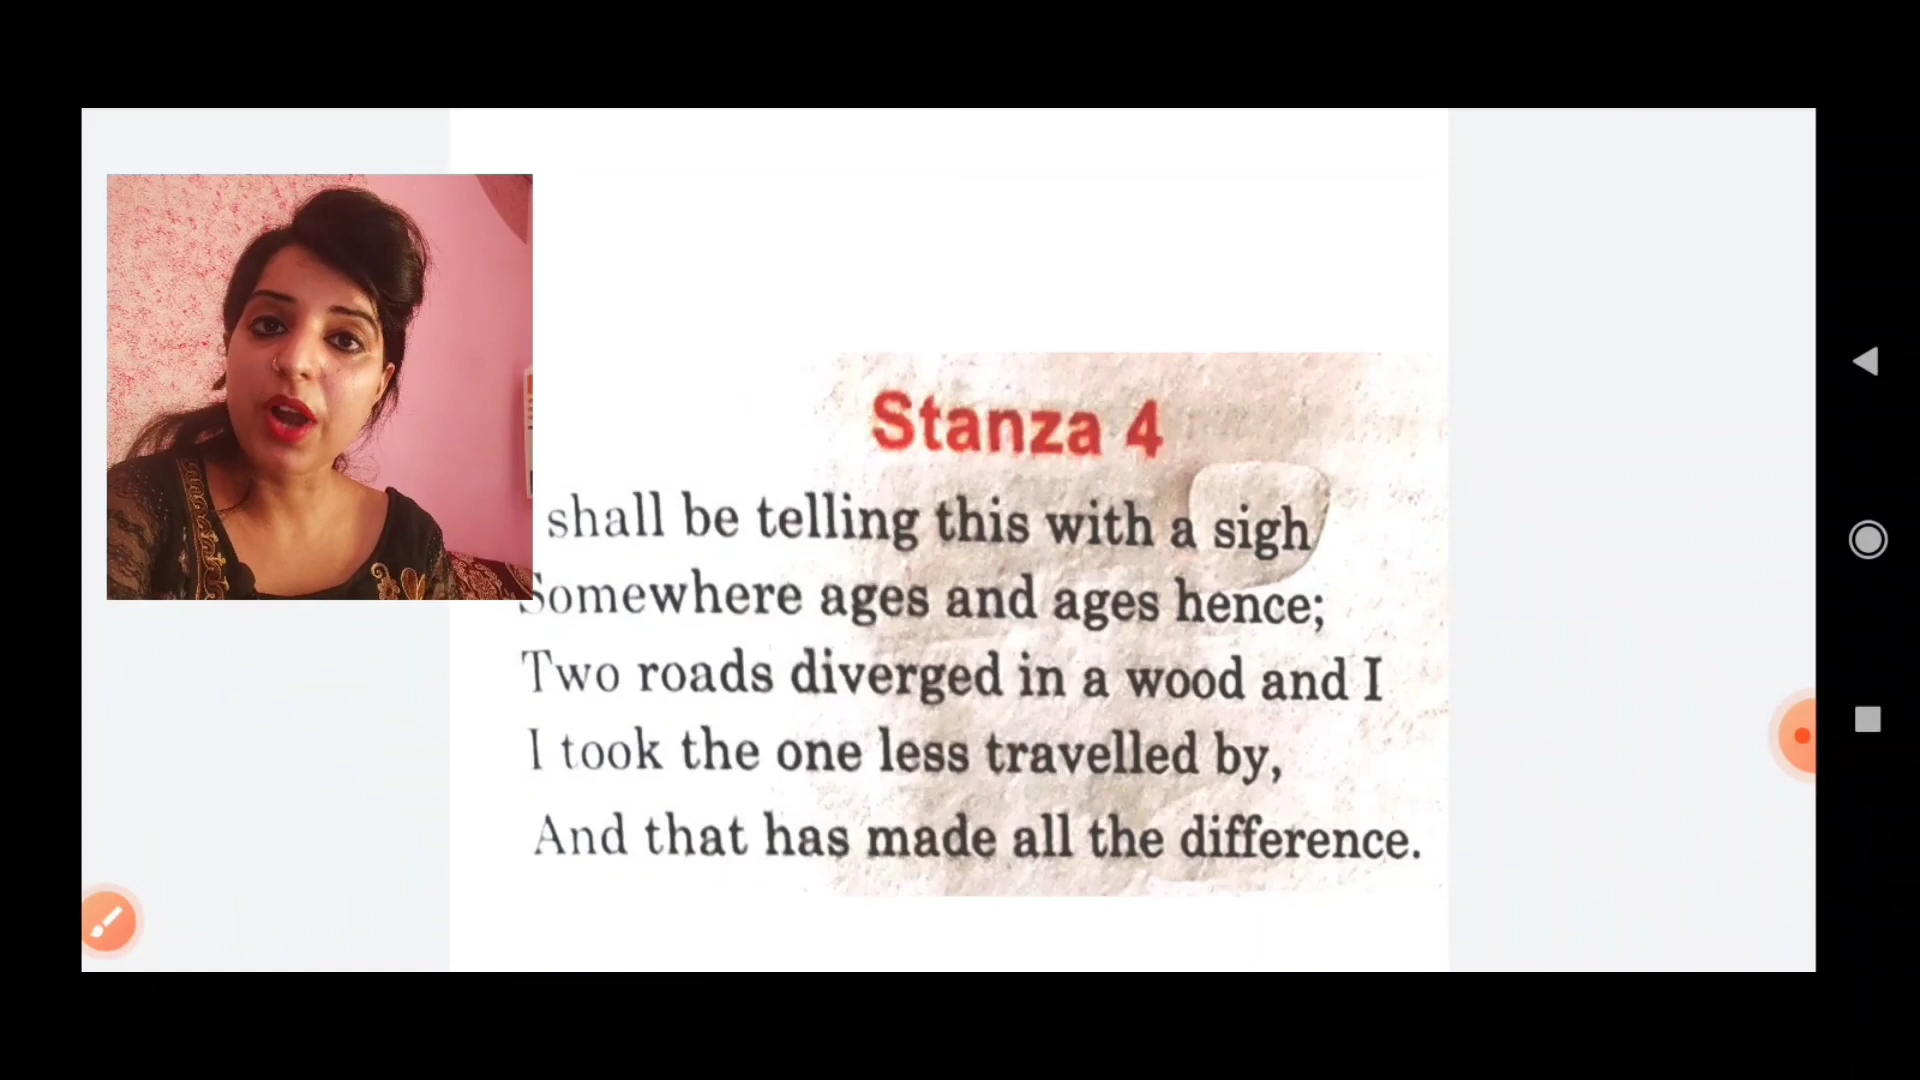 Stanza 4
shall be telling this with a sigh
Somewhere ages and ages hence;
Two roads diverged in a wood and I
I took the one less travelled by,
And that has made all the difference.